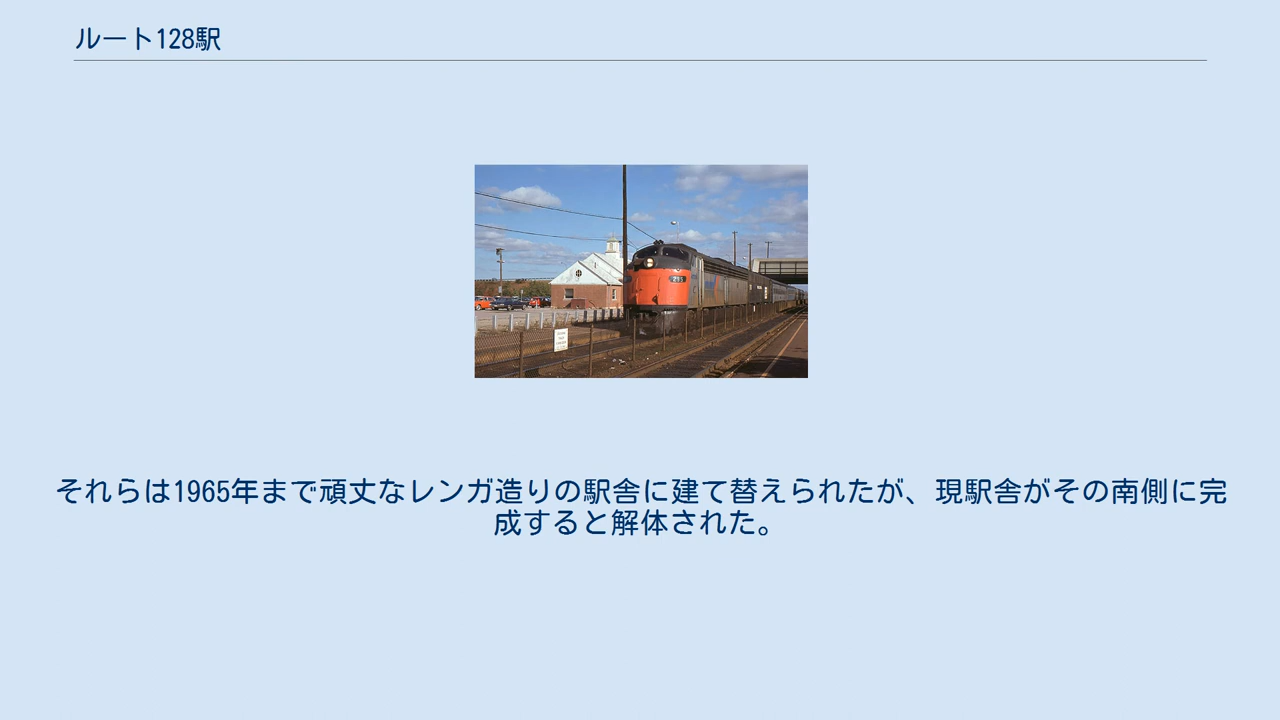 ルート128駅
それらは1965年まで頑丈なレンガ造りの駅舎に建て替えられたが、現駅舎がその南側に完
成すると解体された。